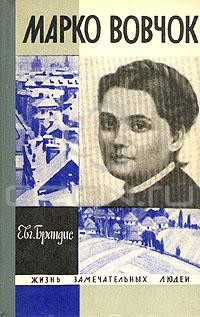 МАРКО ВОВЧОК
Евг. Брандис
ЖИЗНЬ ЗАМЕЧАТЕЛЬНЫХ ЛЮДЕЙ